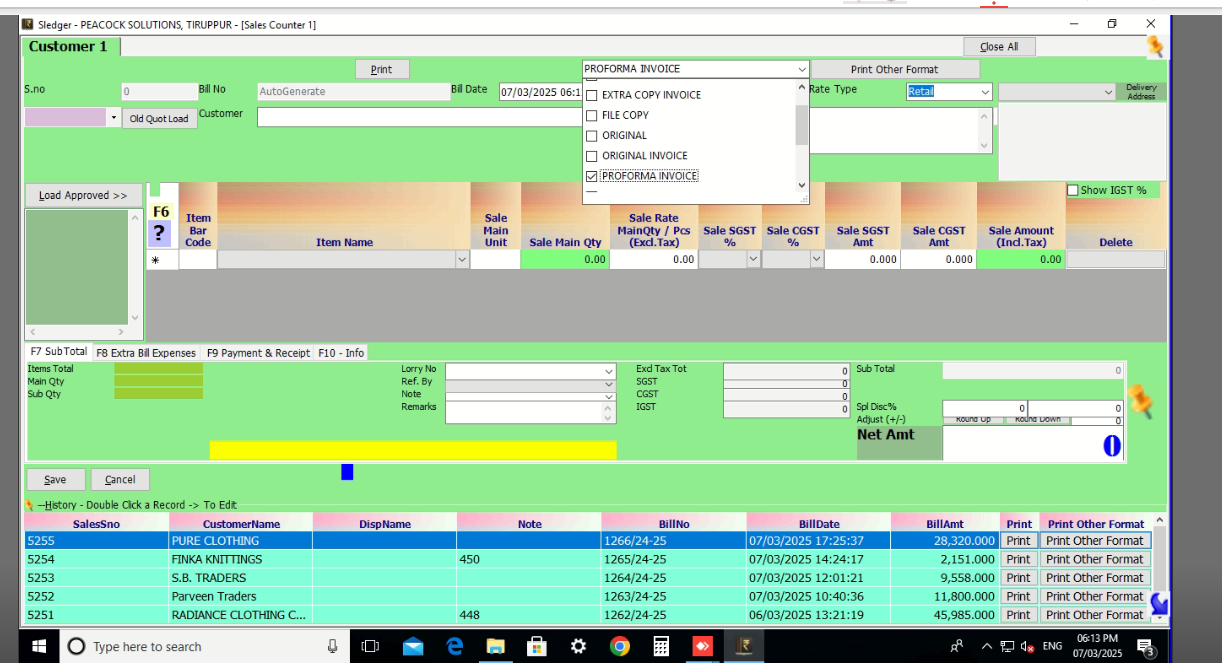 Sledger - PEACOCK SOLUTIONS, TIRUPPUR - [Sales Counter 1]
Customer 1
Close All
Print
PROFORMA INVOICE
Print Other Format
S.no
0
Bill No
AutoGenerate
Bill Date
07/03/2025 06:1
Rate Type
Retail
Delivery Address
Old Quot Load
Customer
EXTRA COPY INVOICE
FILE COPY
ORIGINAL
ORIGINAL INVOICE
PROFORMA INVOICE
Load Approved >>
Show IGST %
F6
?
Item Bar Code
Item Name
Sale Main Unit
Sale Main Qty
Sale Rate MainQty / Pcs (Excl.Tax)
Sale SGST %
Sale CGST %
Sale SGST Amt
Sale CGST Amt
Sale Amount (Incl.Tax)
Delete
* 0.00 0.00 0.000 0.000 0.00
F7 SubTotal F8 Extra Bill Expenses F9 Payment & Receipt F10 - Info
Items Total
Main Qty
Sub Qty
Lorry No
Ref. By
Note
Remarks
Excl Tax Tot 0
SGST 0
CGST 0
IGST 0
Sub Total 0
Spl Disc% 0 0
Adjust (+/-) Round Up Round Down 0
Net Amt 0
Save Cancel
--History - Double Click a Record -> To Edit
SalesSno CustomerName DispName Note BillNo BillDate BillAmt Print Print Other Format
5255 PURE CLOTHING 1266/24-25 07/03/2025 17:25:37 28,320.000 Print Print Other Format
5254 FINKA KNITTINGS 450 1265/24-25 07/03/2025 14:24:17 2,151.000 Print Print Other Format
5253 S.B. TRADERS 1264/24-25 07/03/2025 12:01:21 9,558.000 Print Print Other Format
5252 Parveen Traders 1263/24-25 07/03/2025 10:40:36 11,800.000 Print Print Other Format
5251 RADIANCE CLOTHING C... 448 1262/24-25 06/03/2025 13:21:19 45,985.000 Print Print Other Format
Type here to search
ENG
06:13 PM
07/03/2025
3